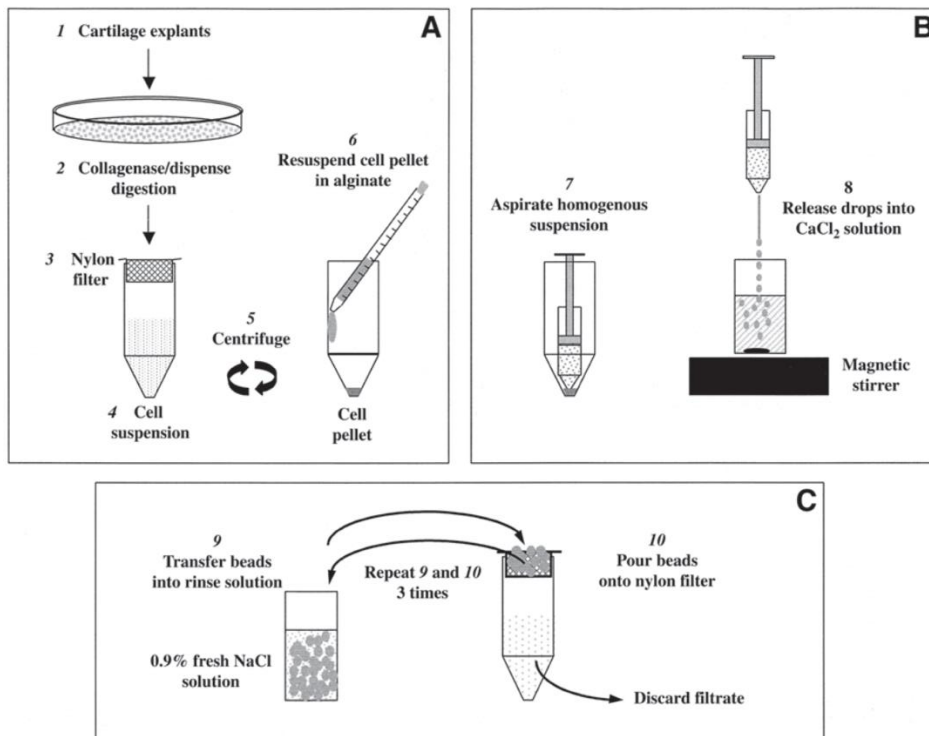 A
1 Cartilage explants
2 Collagenase/dispense
digestion
3 Nylon
filter
4 Cell
suspension
5
Centrifuge
6
Resuspend cell pellet
in alginate
Cell
pellet
B
7
Aspirate homogenous
suspension
8
Release drops into
CaCl₂ solution
Magnetic
stirrer
C
9
Transfer beads
into rinse solution
0.9% fresh NaCl
solution
Repeat 9 and 10
3 times
10
Pour beads
onto nylon filter
Discard filtrate